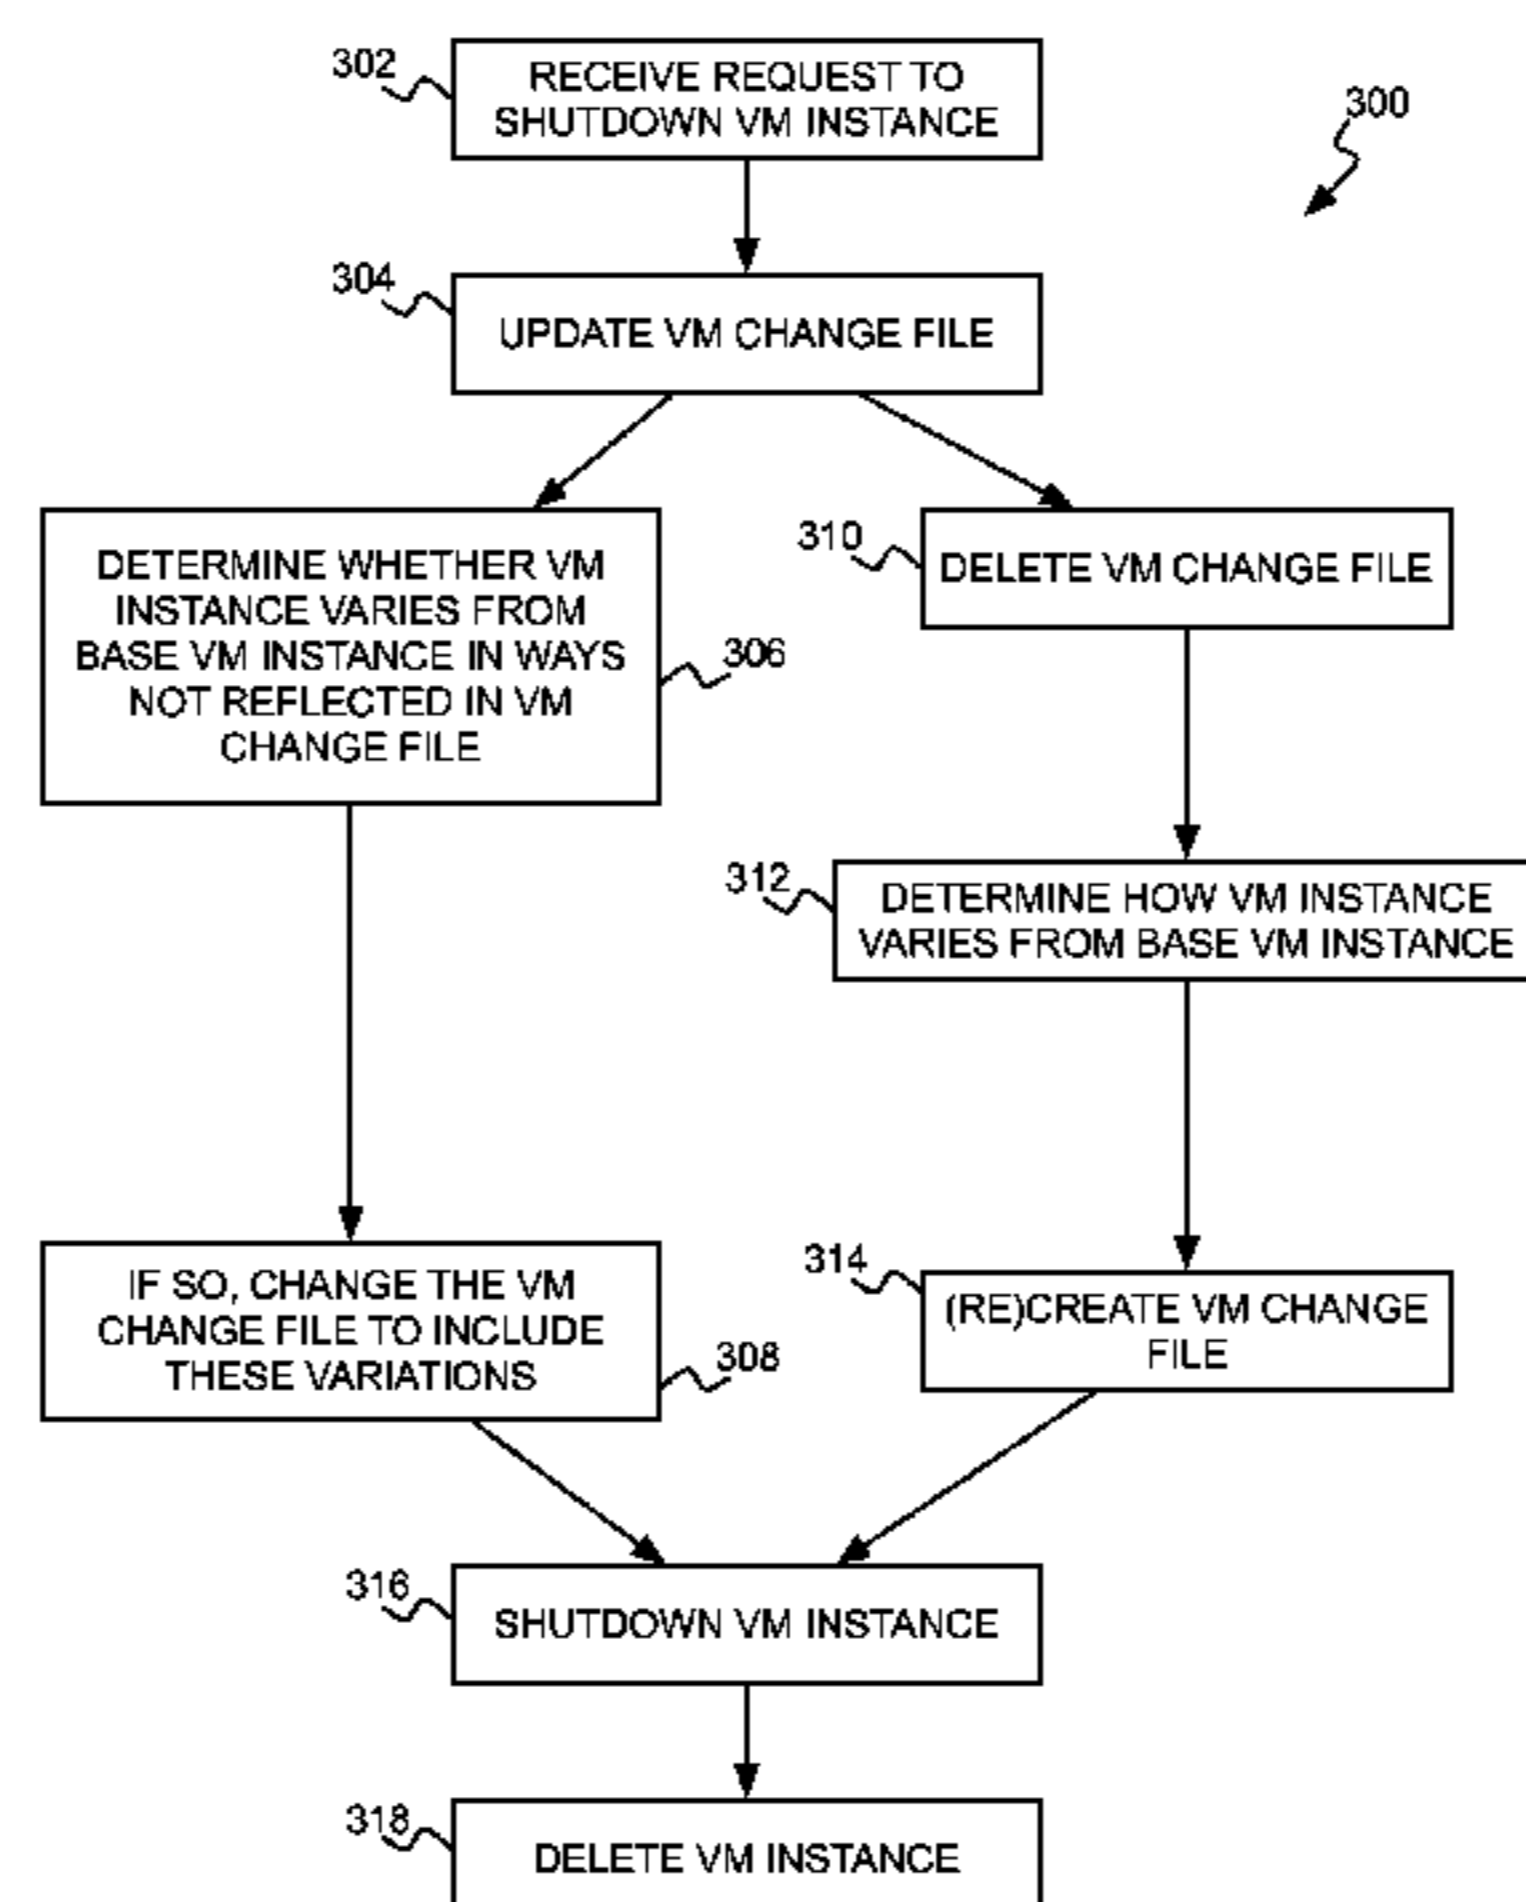 302
RECEIVE REQUEST TO
SHUTDOWN VM INSTANCE
300
304
UPDATE VM CHANGE FILE
DETERMINE WHETHER VM
INSTANCE VARIES FROM
BASE VM INSTANCE IN WAYS
NOT REFLECTED IN VM
CHANGE FILE
306
310
DELETE VM CHANGE FILE
312
DETERMINE HOW VM INSTANCE
VARIES FROM BASE VM INSTANCE
IF SO, CHANGE THE VM
CHANGE FILE TO INCLUDE
THESE VARIATIONS
308
314
(RE)CREATE VM CHANGE
FILE
316
SHUTDOWN VM INSTANCE
318
DELETE VM INSTANCE